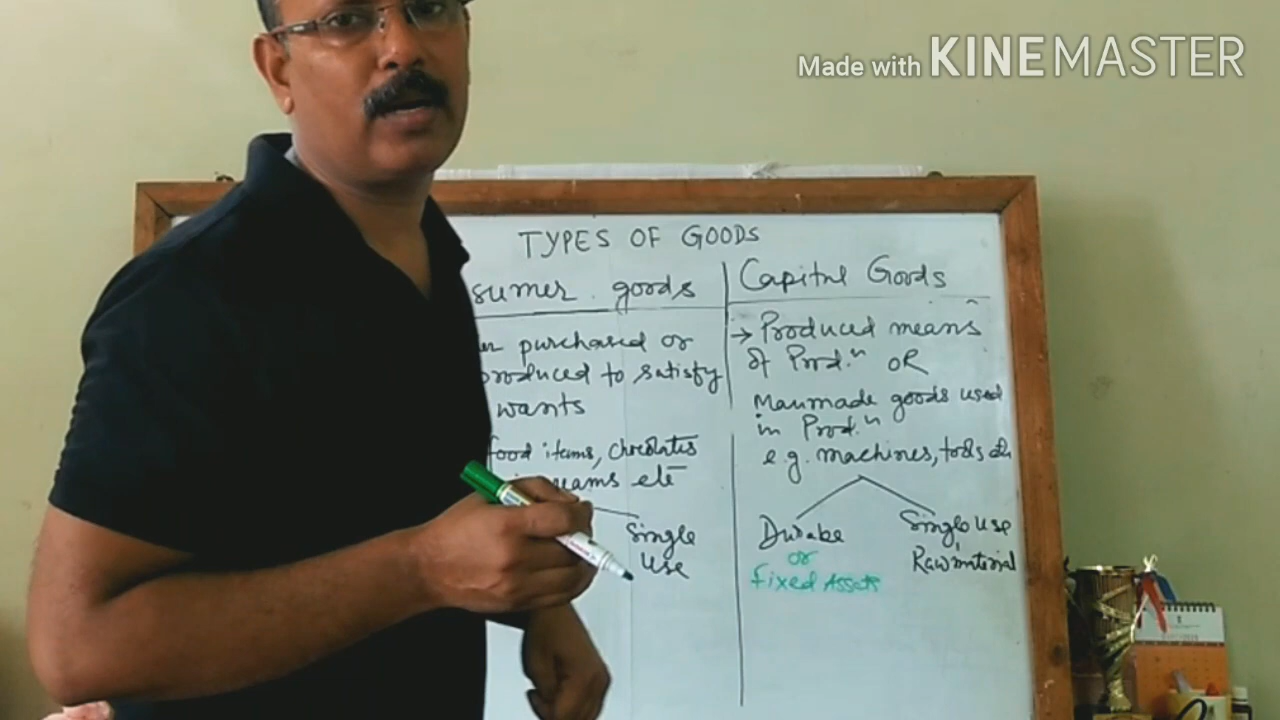 Made with KINEMASTER
TYPES OF GOODS
sumer goods
purchased or
produced to satisfy
wants
food items, chocolates
eams etc
Single
Use
Capital Goods
→ Produced means
of Prodⁿ OR
Manmade goods used
in Prodⁿ
e.g. machines, tools etc
Durabe
or
fixed Assets
Single Use
Raw material